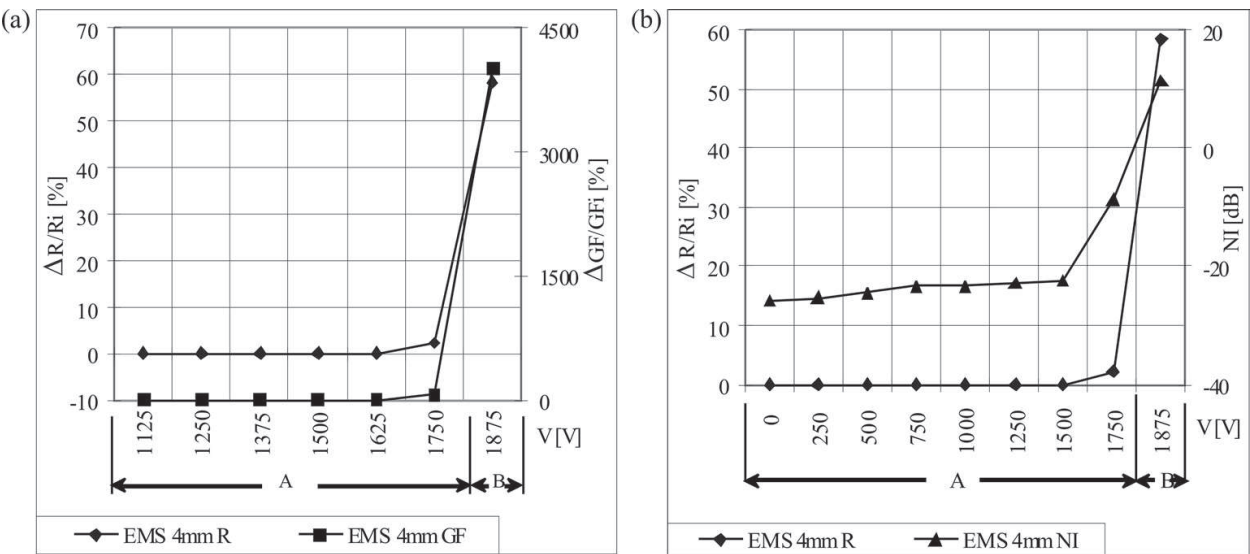 (a)
70
60
50
40
30
20
10
0
-10
ΔR/Ri [%]
4500
3000
1500
0
ΔGF/GFi [%]
1125
1250
1375
1500
1625
1750
1875
V [V]
A
B
EMS 4mm R
EMS 4mm GF
(b)
60
50
40
30
20
10
0
ΔR/Ri [%]
20
0
-20
-40
NI [dB]
0
250
500
750
1000
1250
1500
1750
1875
V [V]
A
B
EMS 4mm R
EMS 4mm NI